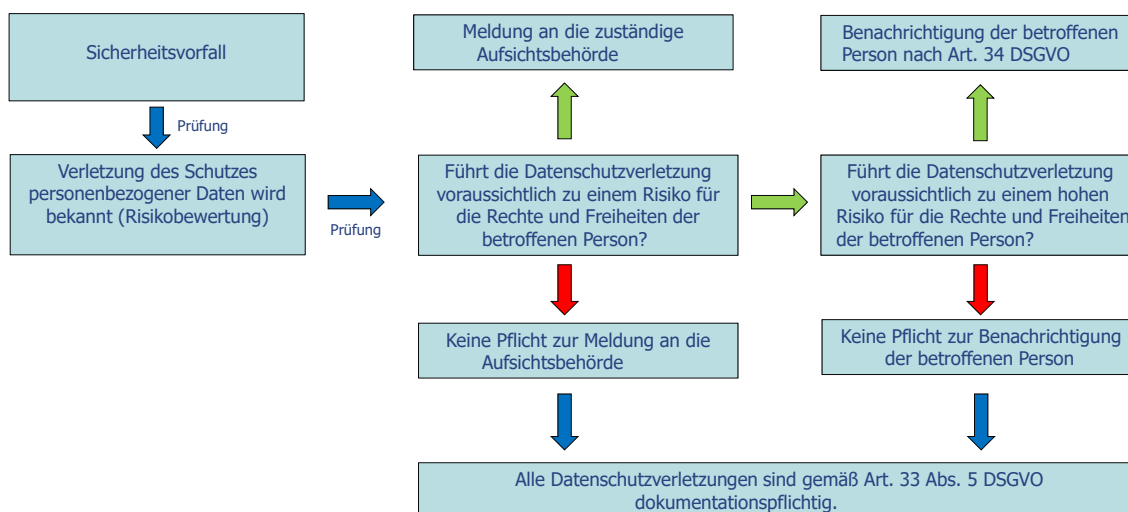 Sicherheitsvorfall
Prüfung
Verletzung des Schutzes
personenbezogener Daten wird
bekannt (Risikobewertung)
Prüfung
Meldung an die zuständige
Aufsichtsbehörde
Führt die Datenschutzverletzung
voraussichtlich zu einem Risiko für
die Rechte und Freiheiten der
betroffenen Person?
Keine Pflicht zur Meldung an die
Aufsichtsbehörde
Benachrichtigung der betroffenen
Person nach Art. 34 DSGVO
Führt die Datenschutzverletzung
voraussichtlich zu einem hohen
Risiko für die Rechte und Freiheiten
der betroffenen Person?
Keine Pflicht zur Benachrichtigung
der betroffenen Person
Alle Datenschutzverletzungen sind gemäß Art. 33 Abs. 5 DSGVO
dokumentationspflichtig.